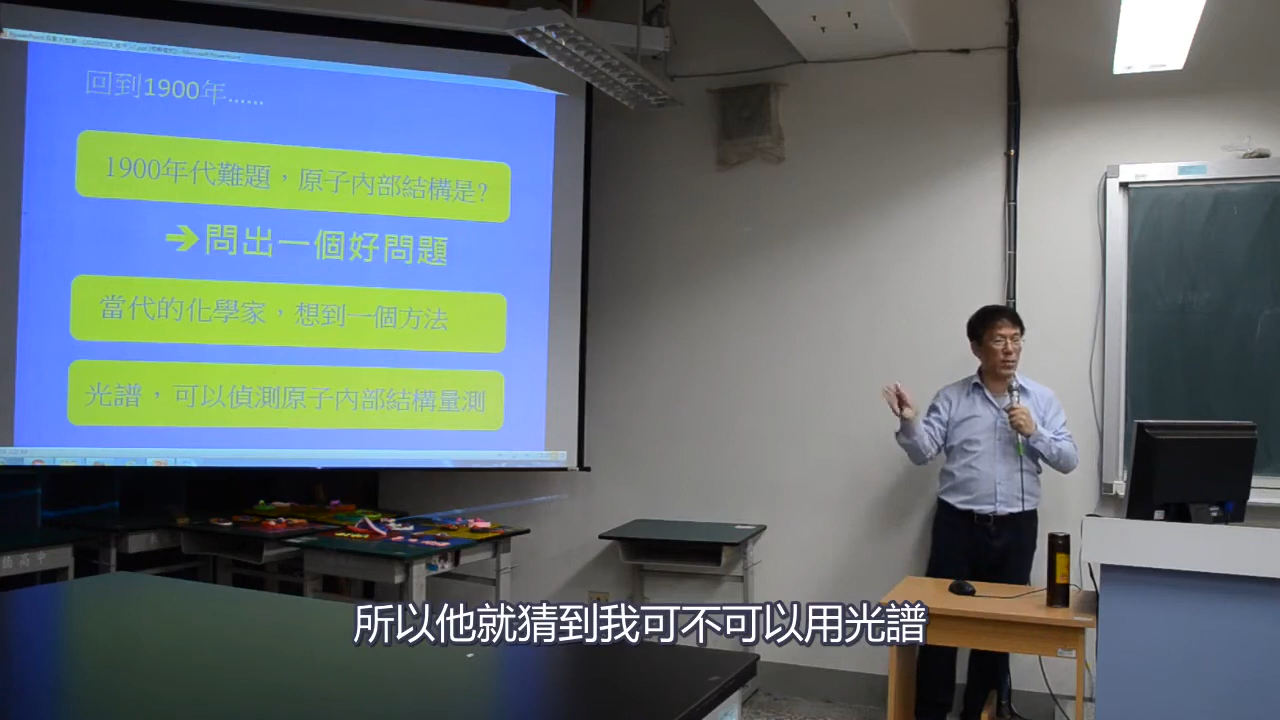 回到1900年......
1900年代難題，原子內部結構是?
➔問出一個好問題
當代的化學家，想到一個方法
光譜，可以偵測原子內部結構量測
所以他就猜到我可不可以用光譜